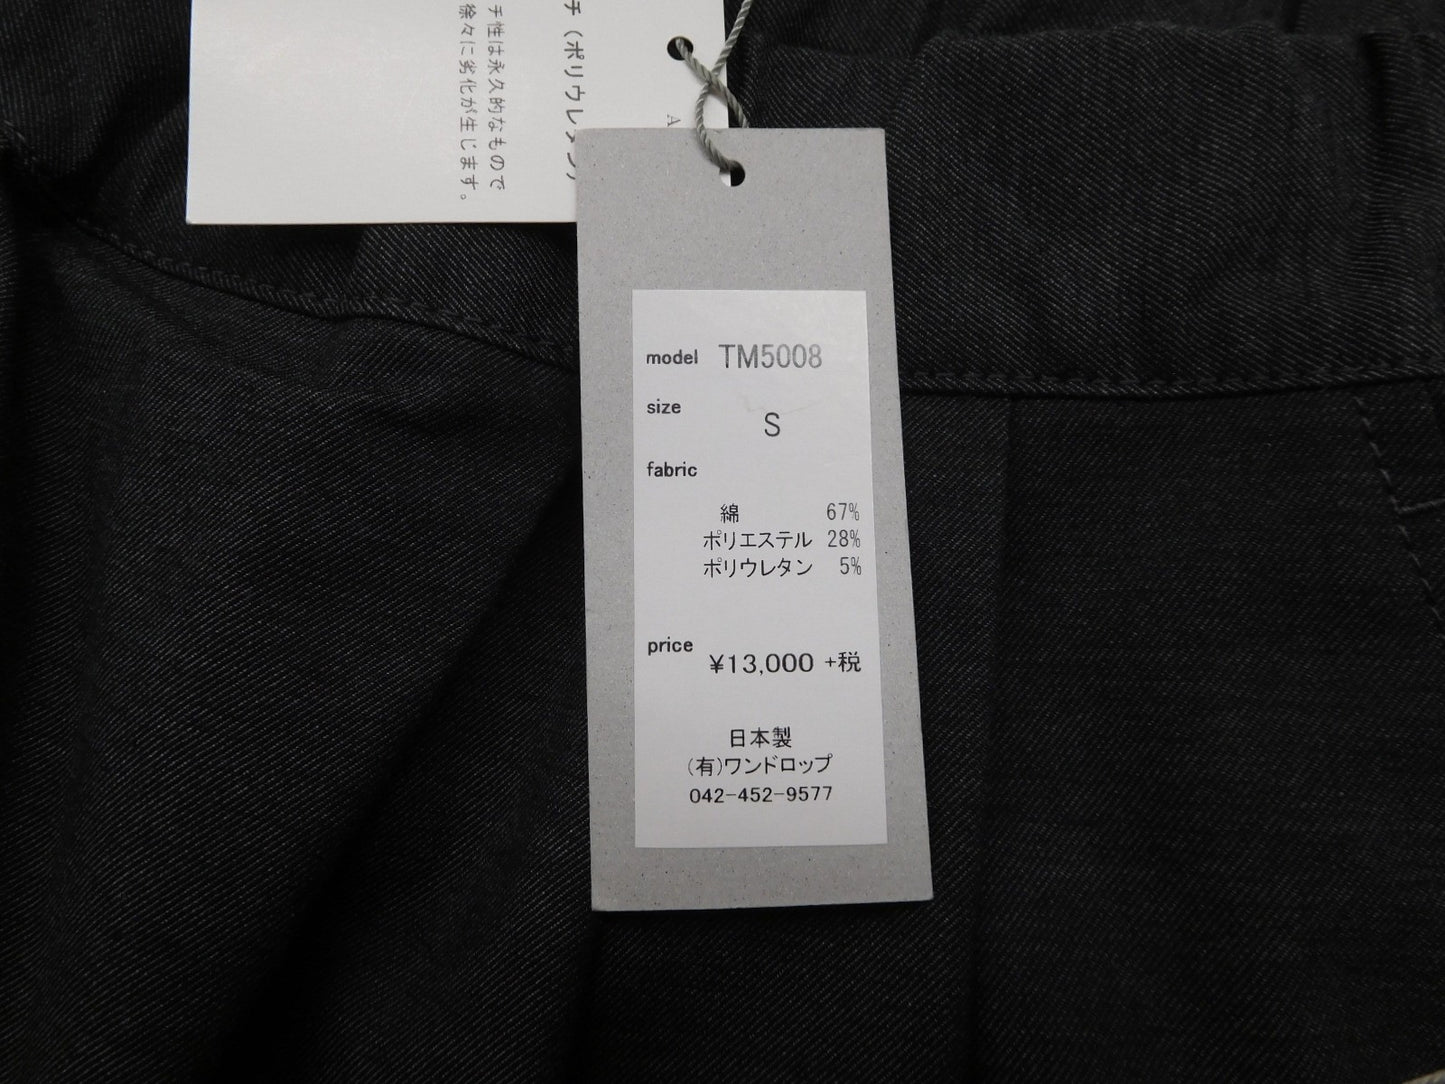 チ（ポリウレタン）
チ性は永久的なもので
徐々に劣化が生じます。
A
model TM5008
size
S
fabric
綿 67%
ポリエステル 28%
ポリウレタン 5%
price ¥13,000 +税
日本製
(有)ワンドロップ
042-452-9577